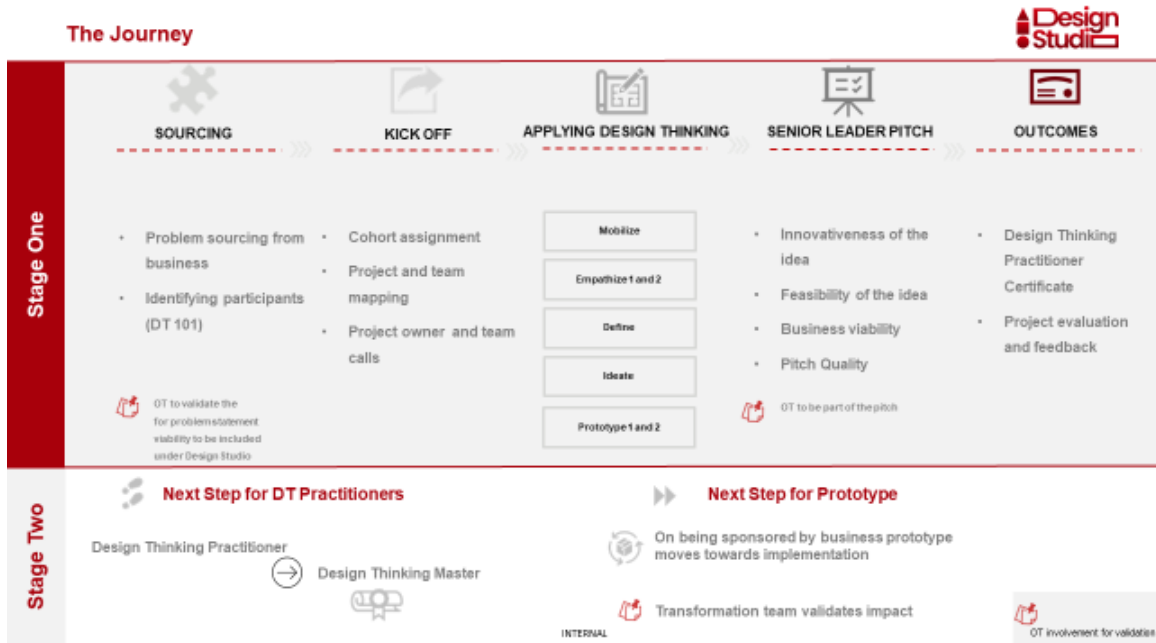 The Journey
Design
Studio
Stage One
SOURCING
KICK OFF
APPLYING DESIGN THINKING
SENIOR LEADER PITCH
OUTCOMES
• Problem sourcing from
business
• Identifying participants
(DT 101)
OT to validate the
for problem statement
viability to be included
under Design Studio
• Cohort assignment
• Project and team
mapping
• Project owner and team
calls
Mobilize
Empathize 1 and 2
Define
Ideate
Prototype 1 and 2
• Innovativeness of the
idea
• Feasibility of the idea
• Business viability
• Pitch Quality
OT to be part of the pitch
• Design Thinking
Practitioner
Certificate
• Project evaluation
and feedback
Stage Two
Next Step for DT Practitioners
Design Thinking Practitioner
Design Thinking Master
Next Step for Prototype
On being sponsored by business prototype
moves towards implementation
Transformation team validates impact
INTERNAL
OT involvement for validation